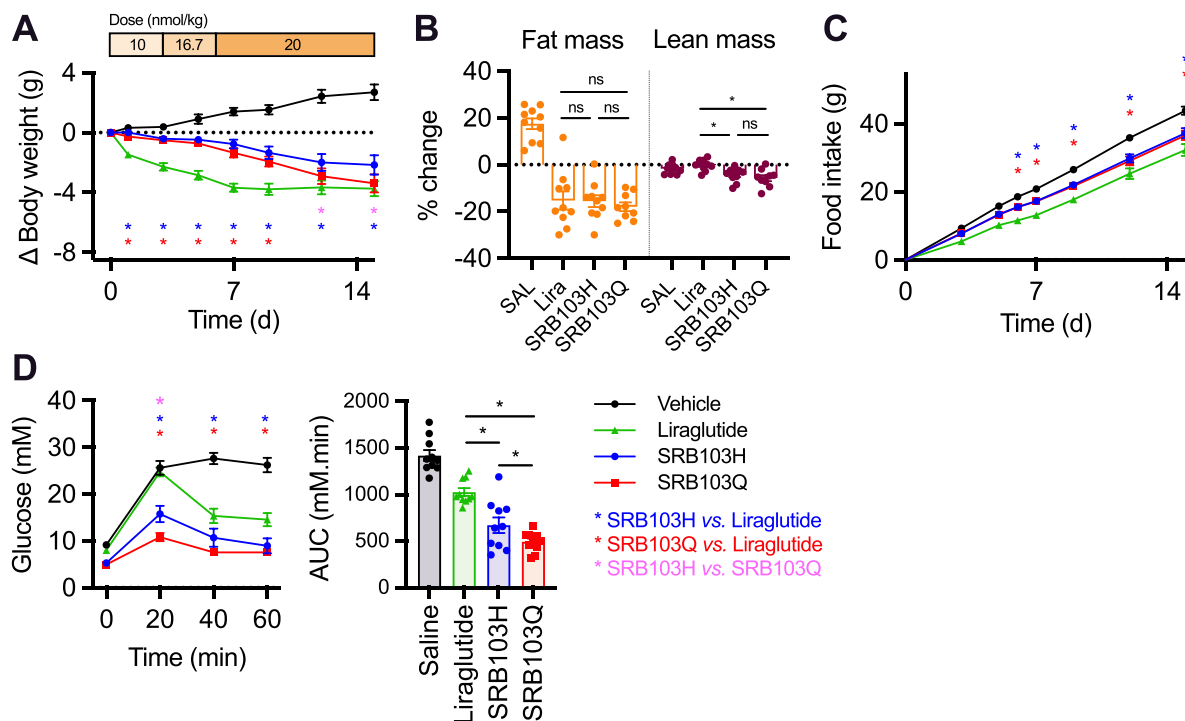 A
Dose (nmol/kg)
10 16.7 20
Δ Body weight (g)
4
0
-4
-8
* * * * * * * *
* * * * * * *
0 7 14
Time (d)
B
Fat mass Lean mass
% change
40
20
0
-20
-40
ns
ns ns
*
* ns
SAL
Lira
SRB103H
SRB103Q
SAL
Lira
SRB103H
SRB103Q
C
Food intake (g)
40
20
0
* * * * *
* * * * *
0 7 14
Time (d)
D
Glucose (mM)
40
30
20
10
0
*
* * *
* * *
0 20 40 60
Time (min)
AUC (mM.min)
2000
1500
1000
500
0
*
*
*
Saline
Liraglutide
SRB103H
SRB103Q
Vehicle
Liraglutide
SRB103H
SRB103Q
* SRB103H vs. Liraglutide
* SRB103Q vs. Liraglutide
* SRB103H vs. SRB103Q